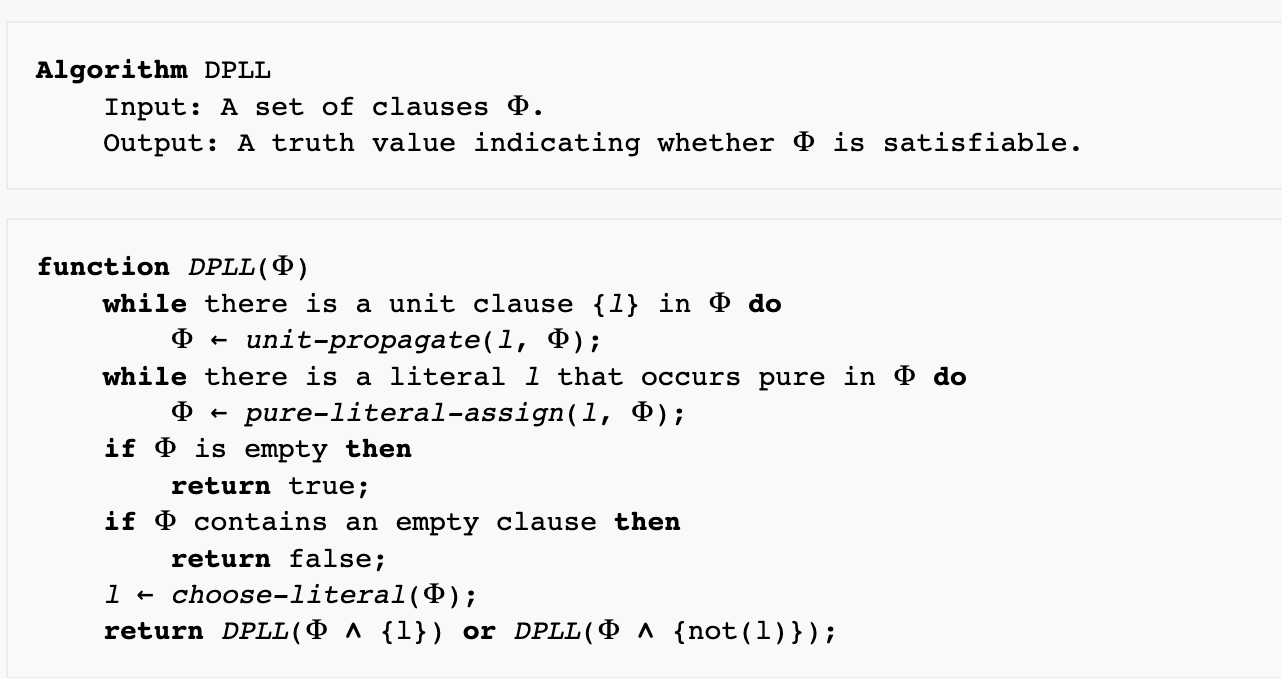 Algorithm DPLL
Input: A set of clauses Φ.
Output: A truth value indicating whether Φ is satisfiable.
function DPLL(Φ)
while there is a unit clause {l} in Φ do
Φ ← unit-propagate(l, Φ);
while there is a literal l that occurs pure in Φ do
Φ ← pure-literal-assign(l, Φ);
if Φ is empty then
return true;
if Φ contains an empty clause then
return false;
l ← choose-literal(Φ);
return DPLL(Φ ∧ {l}) or DPLL(Φ ∧ {not(l)});